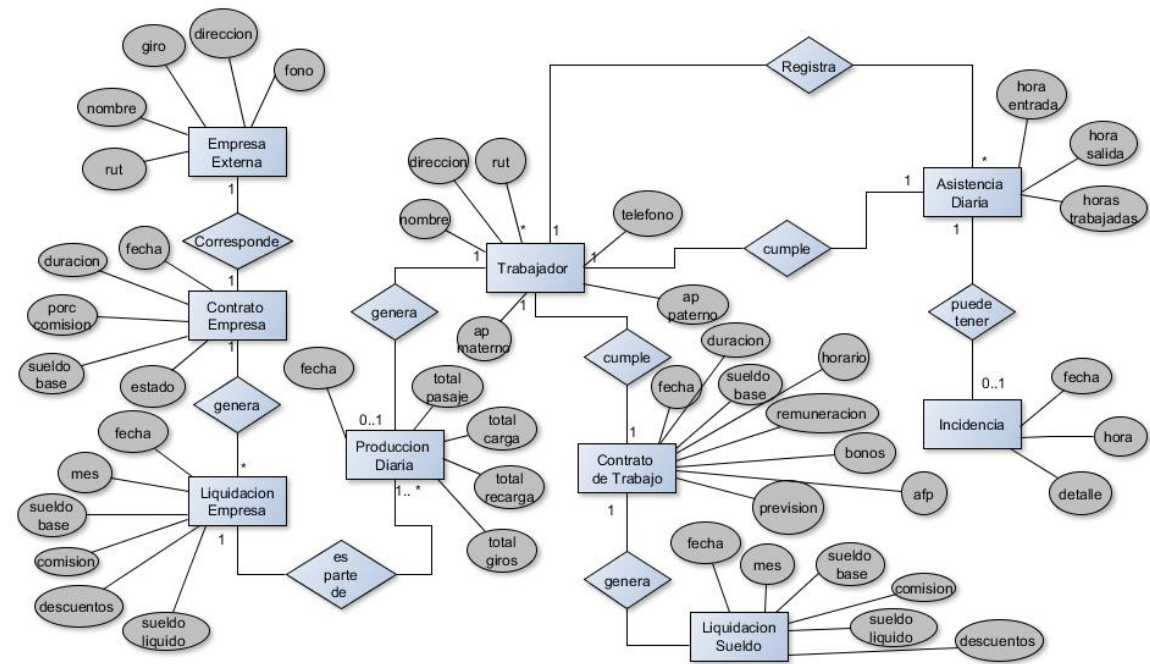 direccion
giro
fono
nombre
Empresa
Externa
rut
1
Corresponde
fecha
duracion
1
Contrato
Empresa
porc
comision
sueldo
base
1
estado
genera
fecha
*
mes
Liquidacion
Empresa
sueldo
base
1
comision
descuentos
sueldo
liquido
es
parte
de
Registra
direccion
rut
nombre
telefono
*
1
1
1
Trabajador
1
1
cumple
1
ap
paterno
ap
materno
genera
fecha
0..1
Produccion
Diaria
1.. *
total
pasaje
total
carga
total
recarga
total
giros
cumple
duracion
horario
fecha
sueldo
base
remuneracion
1
Contrato
de Trabajo
bonos
afp
prevision
1
genera
fecha
mes
sueldo
base
comision
sueldo
liquido
descuentos
Liquidacion
Sueldo
hora
entrada
hora
salida
*
Asistencia
Diaria
horas
trabajadas
1
puede
tener
0..1
fecha
Incidencia
hora
detalle